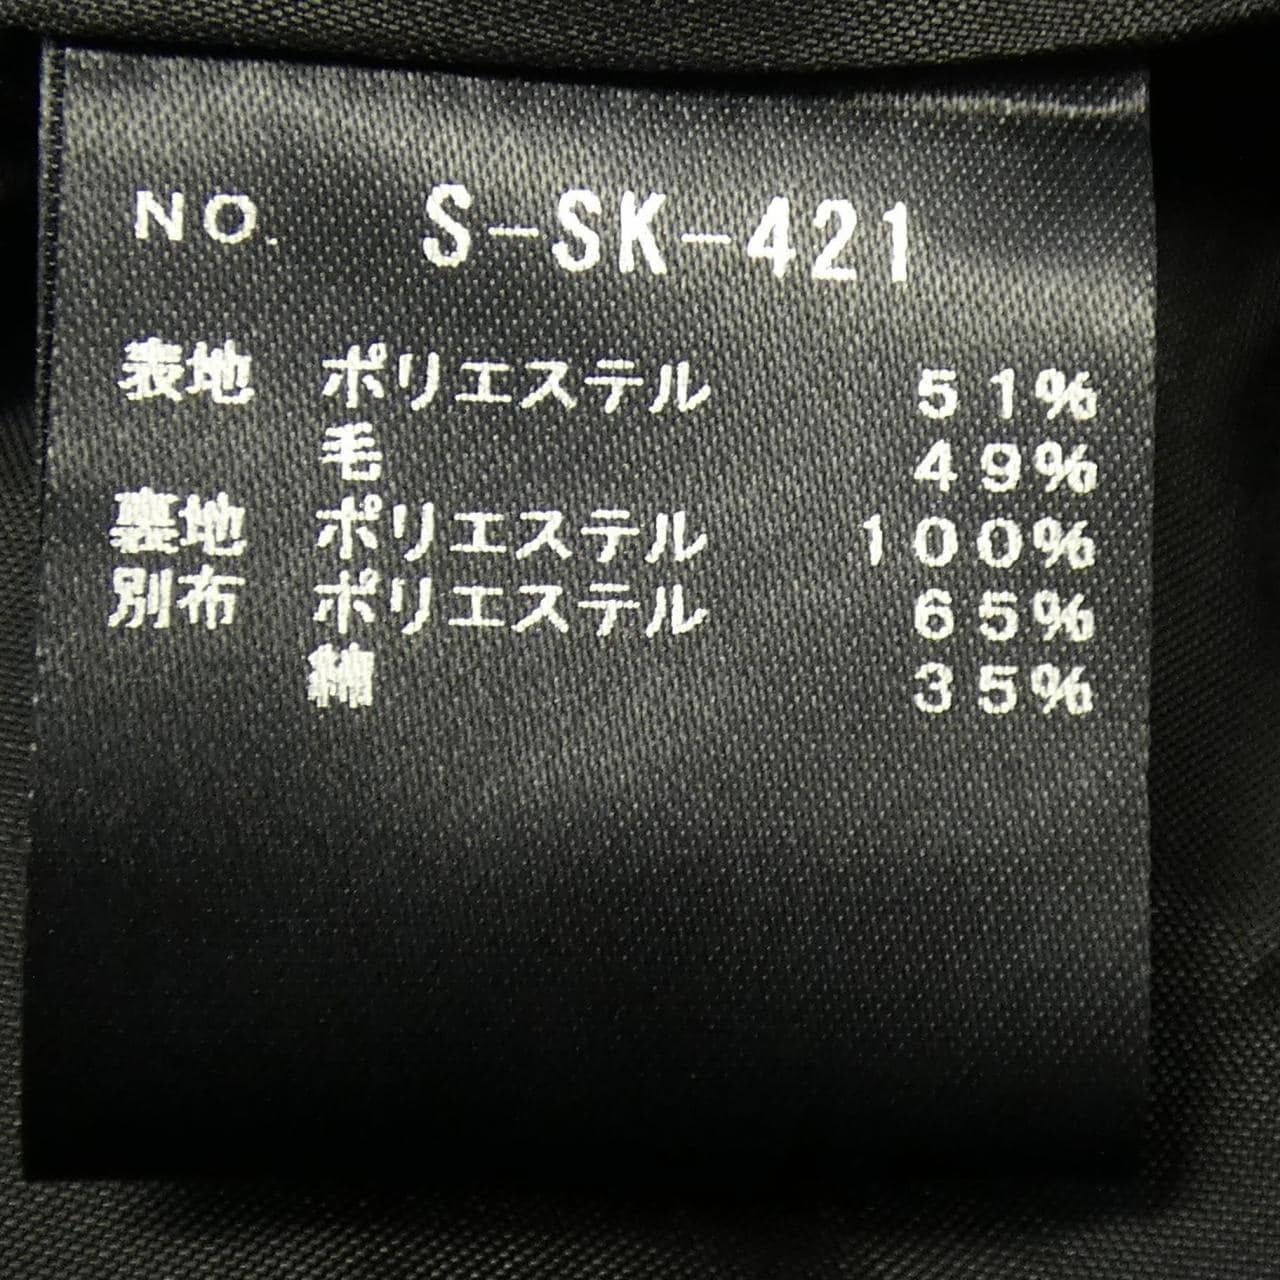 NO. S-SK-421
表地 ポリエステル 51%
毛 49%
裏地 ポリエステル 100%
別布 ポリエステル 65%
綿 35%